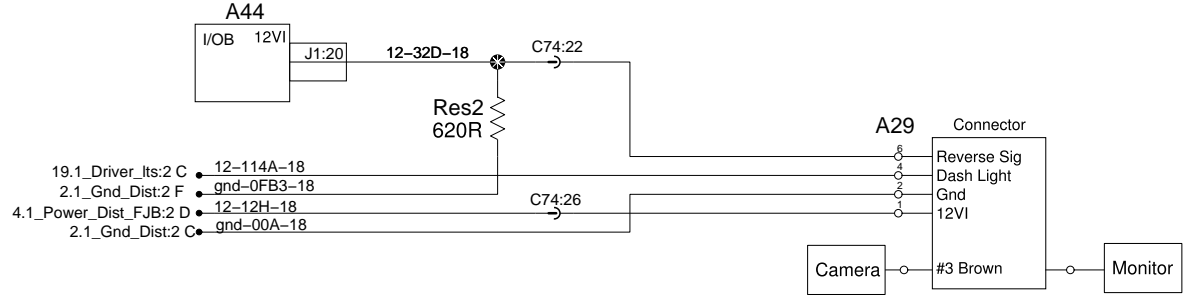 A44
I/OB 12VI
J1:20
12-32D-18
C74:22
Res2
620R
A29
Connector
6
Reverse Sig
19.1_Driver_lts:2 C
12-114A-18
4
Dash Light
2.1_Gnd_Dist:2 F
gnd-0FB3-18
2
Gnd
4.1_Power_Dist_FJB:2 D
12-12H-18
C74:26
1
12VI
2.1_Gnd_Dist:2 C
gnd-00A-18
Camera
#3 Brown
Monitor